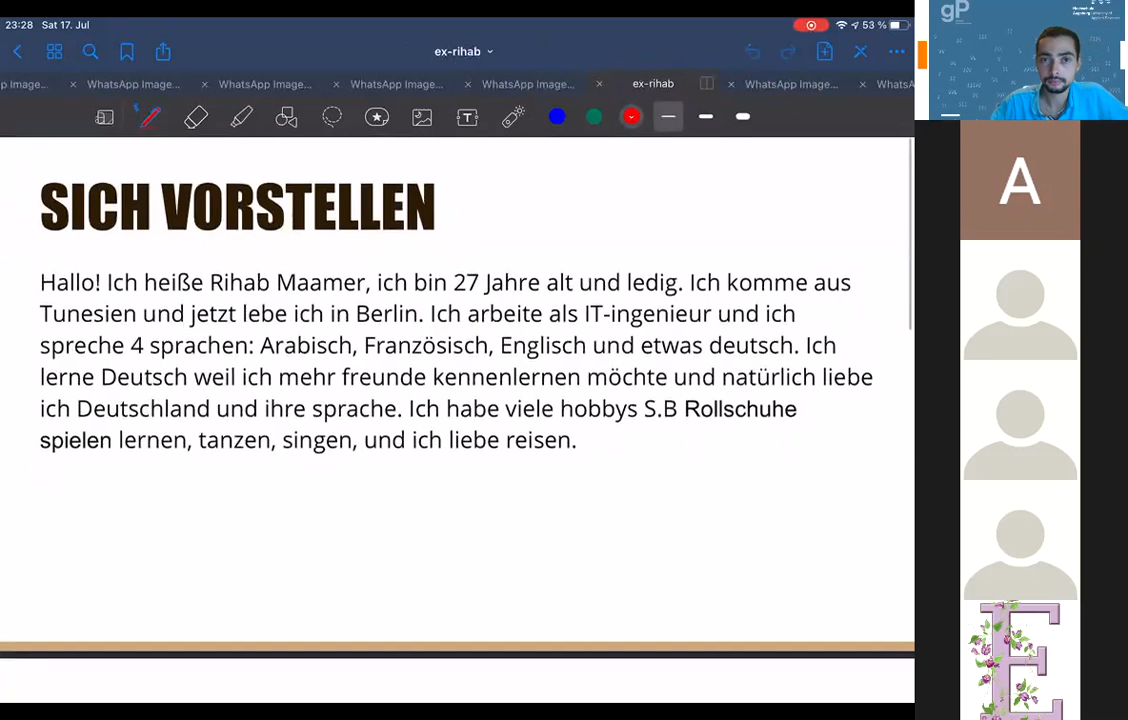 23:28 Sat 17. Jul
53 %
ex-rihab
p Image...
WhatsApp Image...
WhatsApp Image...
WhatsApp Image...
WhatsApp Image...
ex-rihab
WhatsApp Image...
WhatsA
SICH VORSTELLEN
Hallo! Ich heiße Rihab Maamer, ich bin 27 Jahre alt und ledig. Ich komme aus
Tunesien und jetzt lebe ich in Berlin. Ich arbeite als IT-ingenieur und ich
spreche 4 sprachen: Arabisch, Französisch, Englisch und etwas deutsch. Ich
lerne Deutsch weil ich mehr freunde kennenlernen möchte und natürlich liebe
ich Deutschland und ihre sprache. Ich habe viele hobbys S.B Rollschuhe
spielen lernen, tanzen, singen, und ich liebe reisen.
gP
Hochschule
Augsburg
A
E